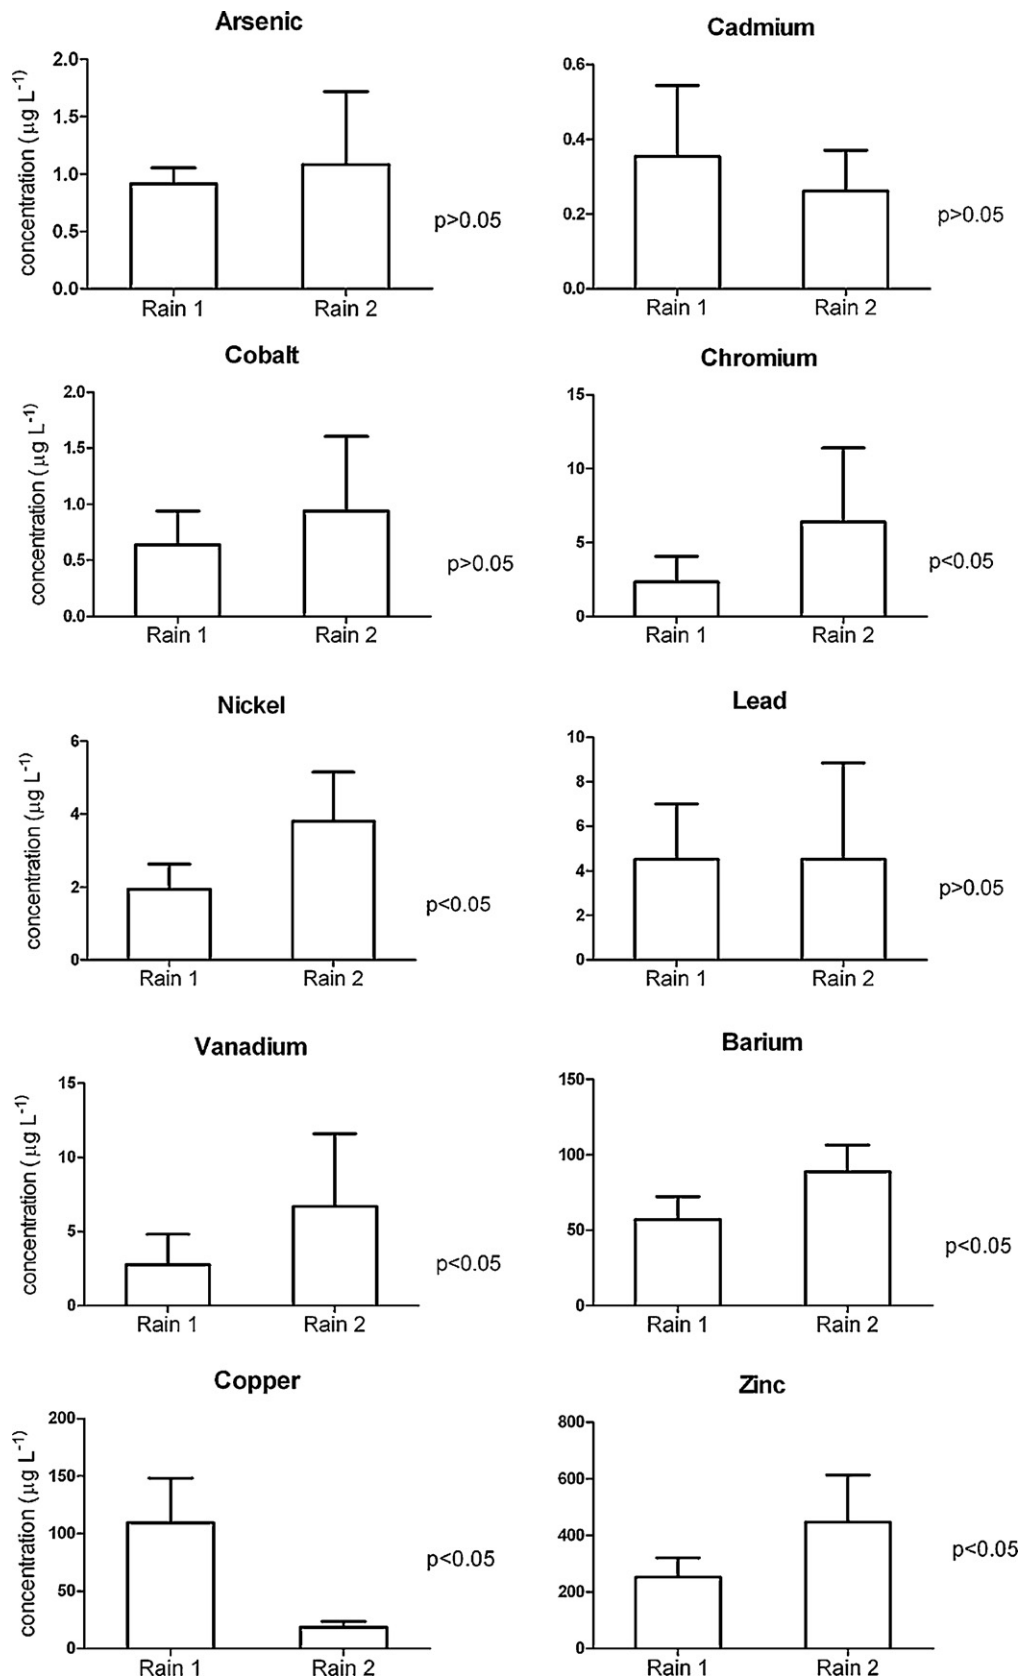 Arsenic
concentration (µg L-1)
2.0
1.5
1.0
0.5
0.0
Rain 1 Rain 2
p>0.05
Cadmium
0.6
0.4
0.2
0.0
Rain 1 Rain 2
p>0.05
Cobalt
concentration (µg L-1)
2.0
1.5
1.0
0.5
0.0
Rain 1 Rain 2
p>0.05
Chromium
15
10
5
0
Rain 1 Rain 2
p<0.05
Nickel
concentration (µg L-1)
6
4
2
0
Rain 1 Rain 2
p<0.05
Lead
10
8
6
4
2
0
Rain 1 Rain 2
p>0.05
Vanadium
concentration (µg L-1)
15
10
5
0
Rain 1 Rain 2
p<0.05
Barium
150
100
50
0
Rain 1 Rain 2
p<0.05
Copper
concentration (µg L-1)
200
150
100
50
0
Rain 1 Rain 2
p<0.05
Zinc
800
600
400
200
0
Rain 1 Rain 2
p<0.05